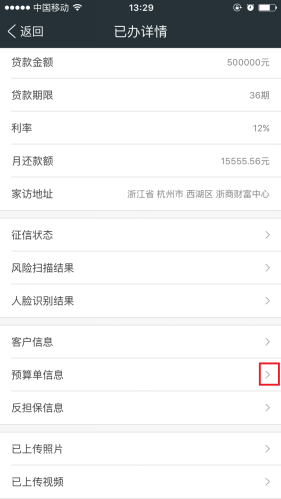 中国移动 13:29
返回 已办详情
贷款金额 500000元
贷款期限 36期
利率 12%
月还款额 15555.56元
家访地址 浙江省 杭州市 西湖区 浙商财富中心
征信状态
风险扫描结果
人脸识别结果
客户信息
预算单信息
反担保信息
已上传照片
已上传视频